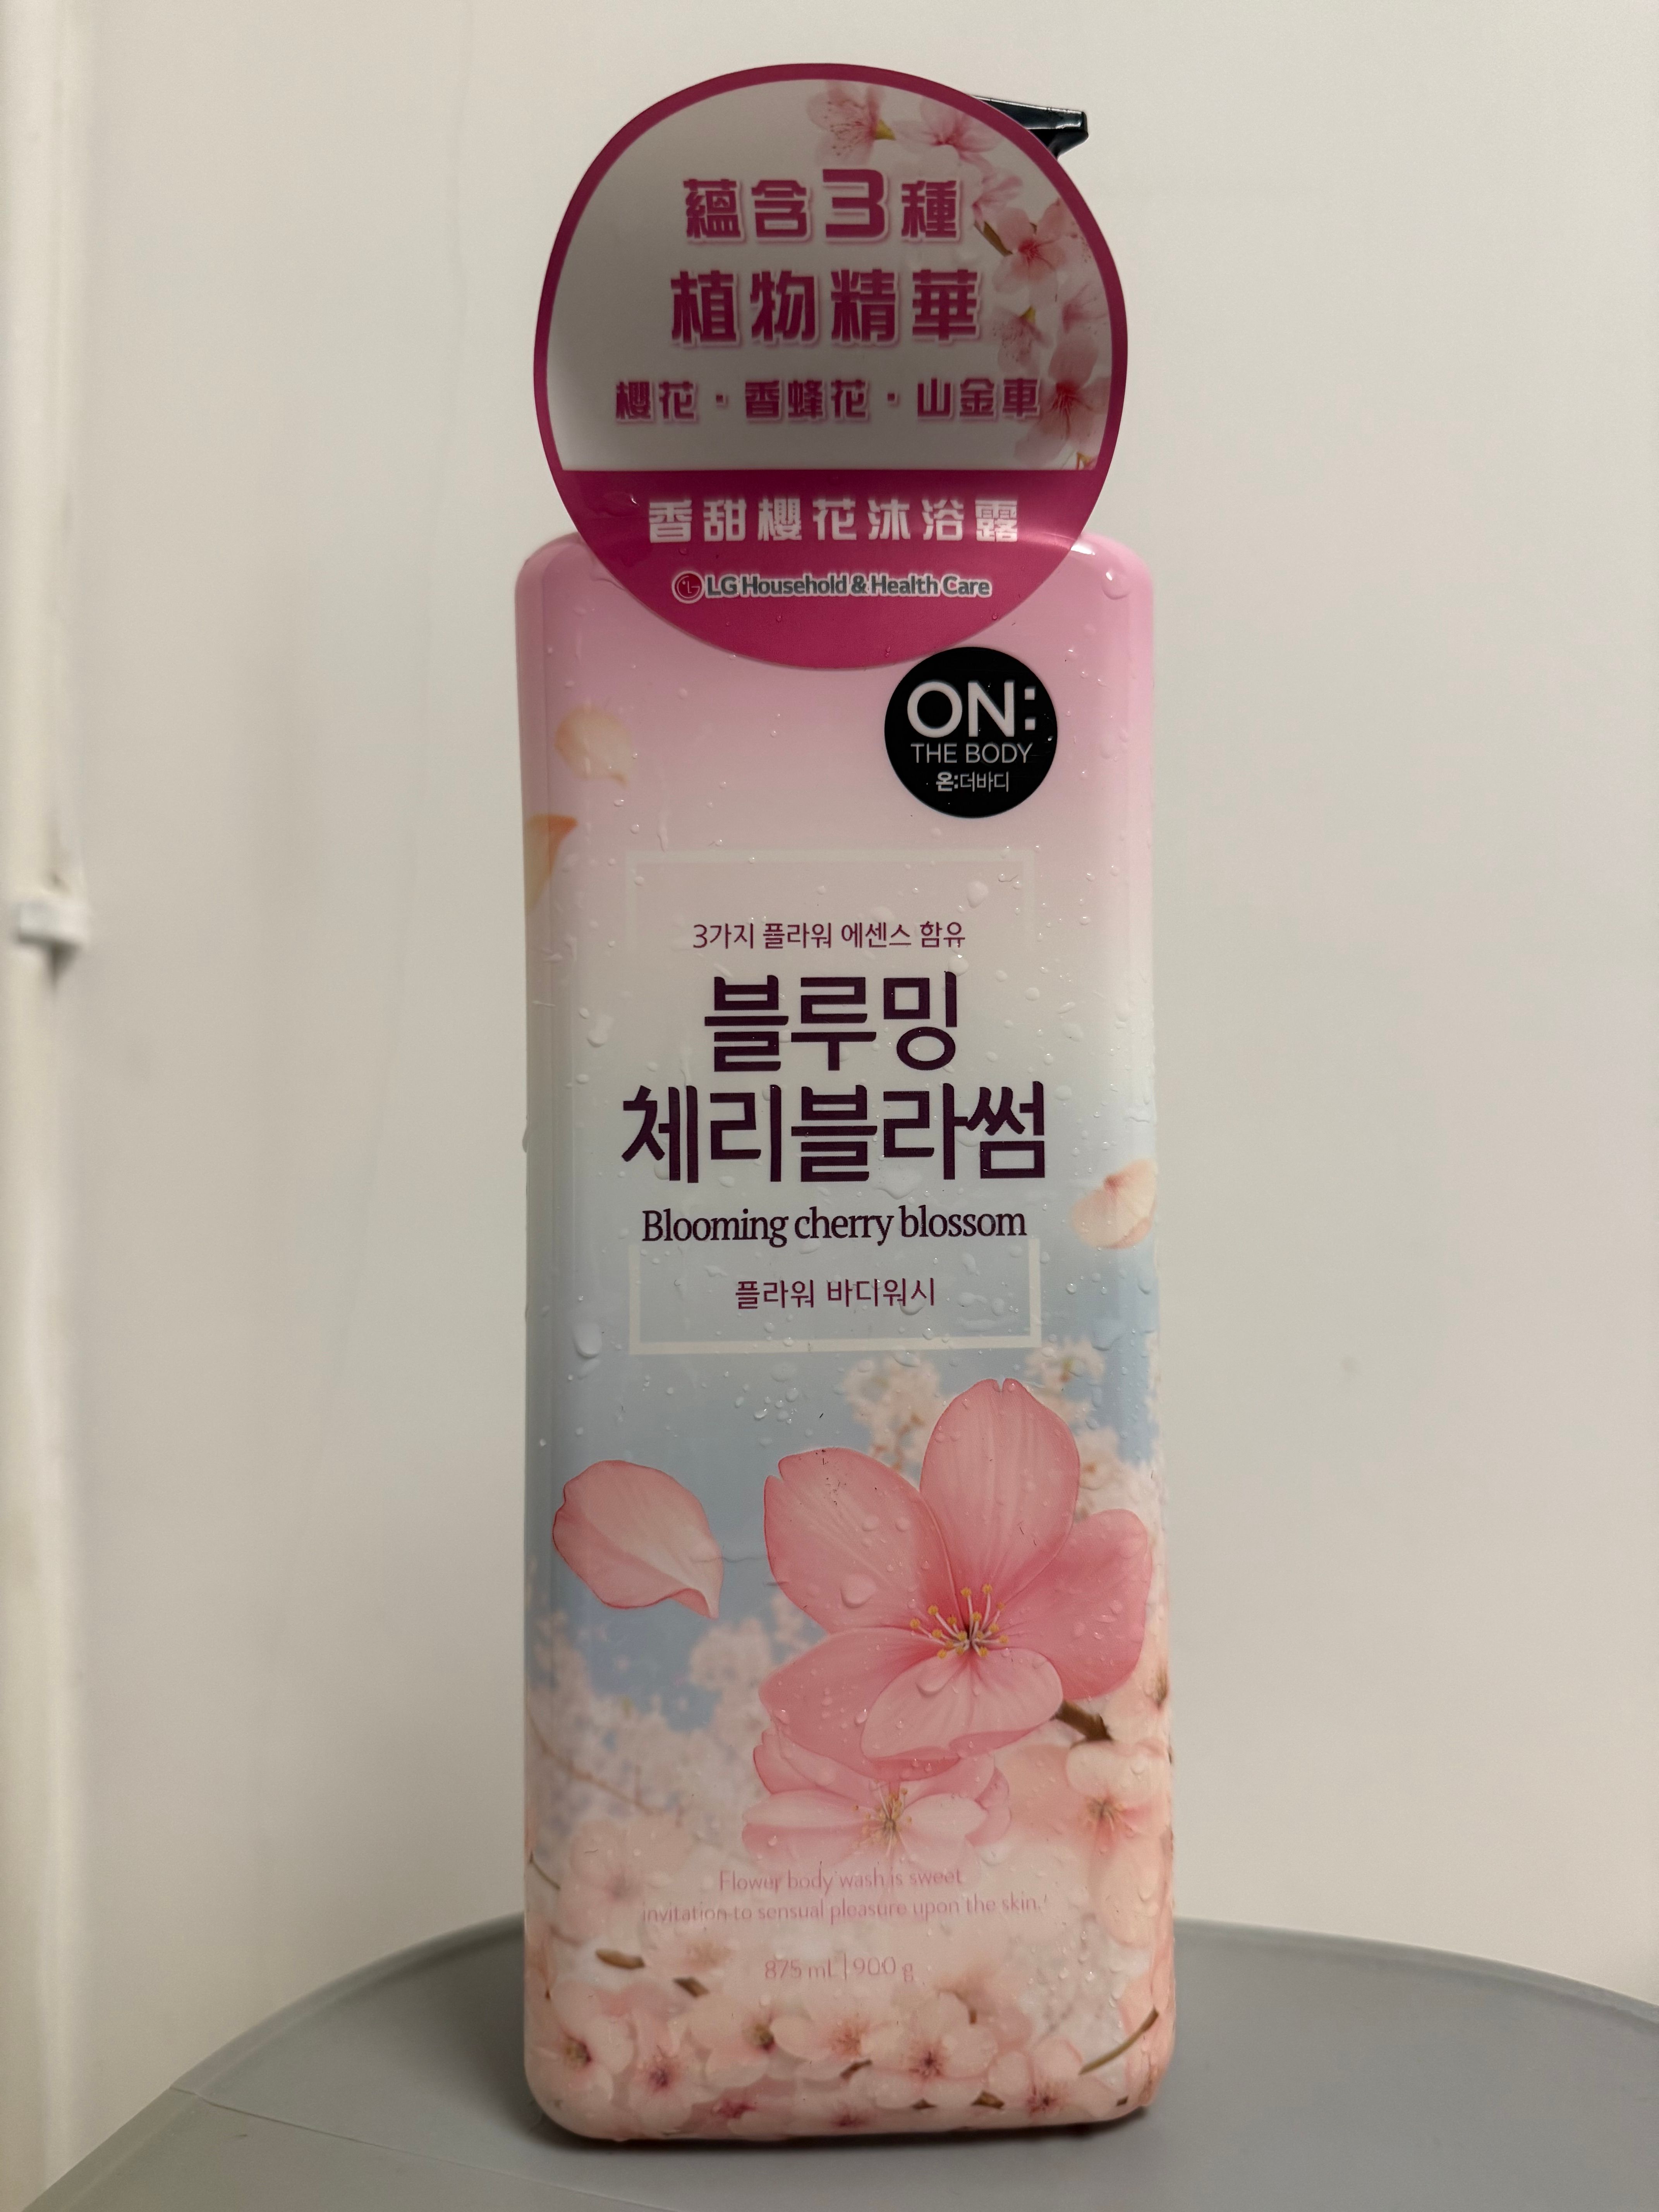 蘊含3種
植物精華
櫻花・香蜂花・山金車
香甜櫻花沐浴露
LG Household & Health Care
ON:
THE BODY
온:더바디
3가지 플라워 에센스 함유
블루밍
체리블라썸
Blooming cherry blossom
플라워 바디워시
Flower body wash is sweet
invitation to sensual pleasure upon the skin.
875 mL | 900 g